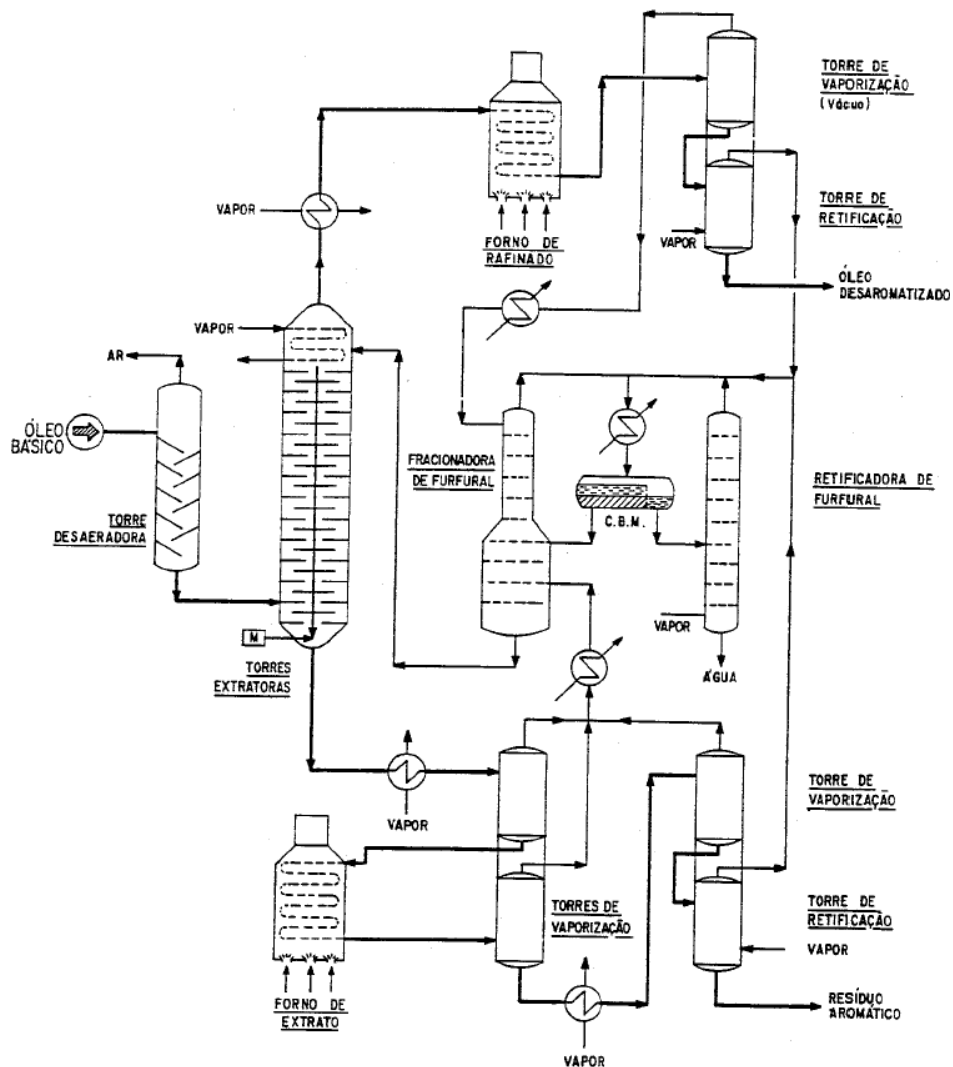 TORRE DE
VAPORIZAÇÃO
(Vácuo)
VAPOR
FORNO DE
RAFINADO
TORRE DE
RETIFICAÇÃO
VAPOR
ÓLEO
DESAROMATIZADO
VAPOR
AR
ÓLEO
BÁSICO
TORRE
DESAERADORA
FRACIONADORA
DE FURFURAL
C.B.M.
RETIFICADORA DE
FURFURAL
VAPOR
ÁGUA
M
TORRES
EXTRATORAS
VAPOR
TORRE DE
VAPORIZAÇÃO
TORRES DE
VAPORIZAÇÃO
TORRE DE
RETIFICAÇÃO
VAPOR
FORNO DE
EXTRATO
VAPOR
RESÍDUO
AROMÁTICO